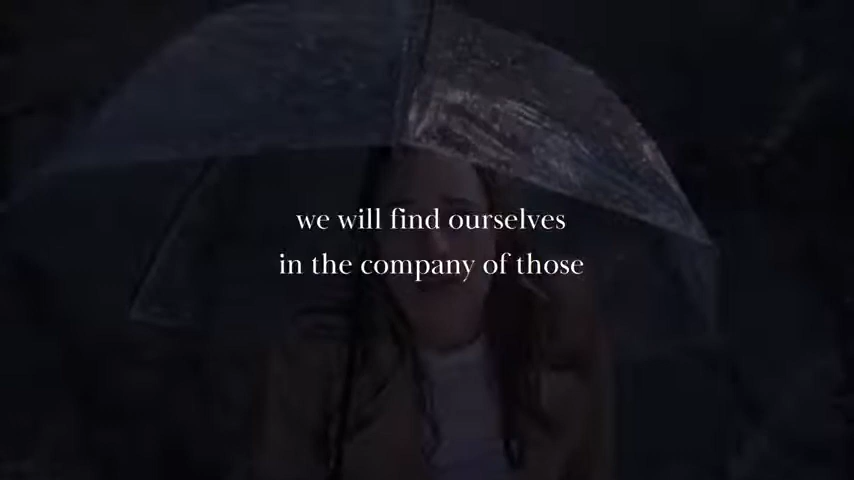 we will find ourselves
in the company of those